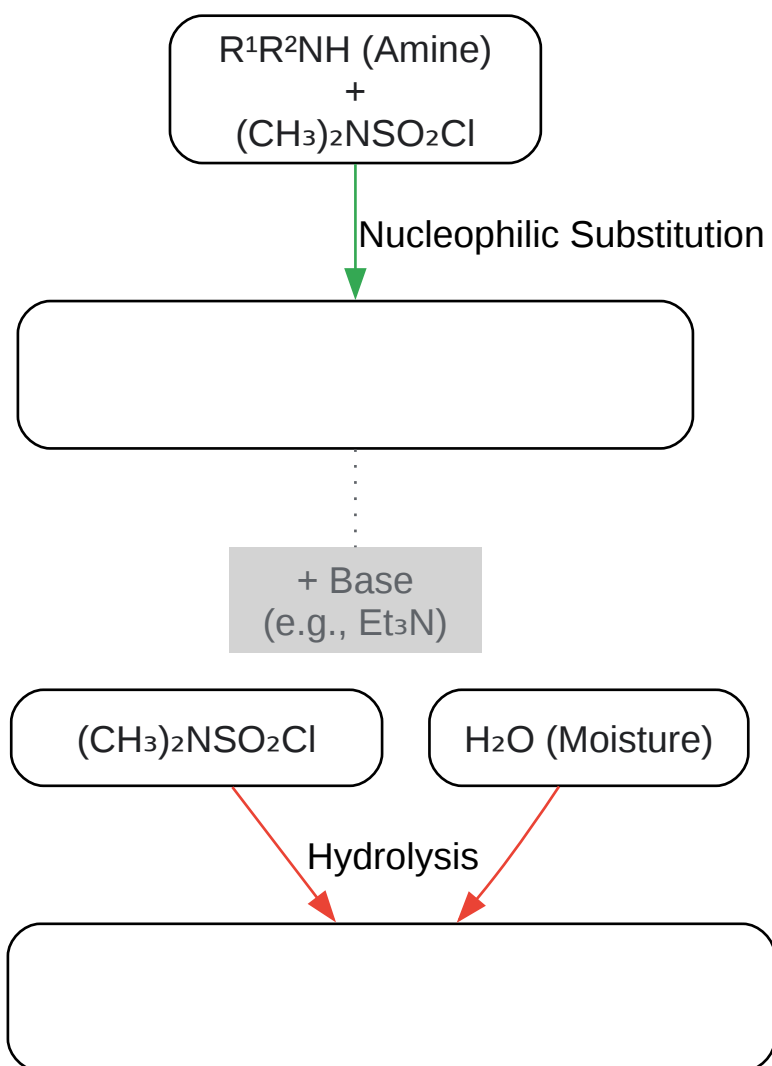 R¹R²NH (Amine)
+
(CH₃)₂NSO₂Cl
Nucleophilic Substitution
+ Base
(e.g., Et₃N)
(CH₃)₂NSO₂Cl
H₂O (Moisture)
Hydrolysis